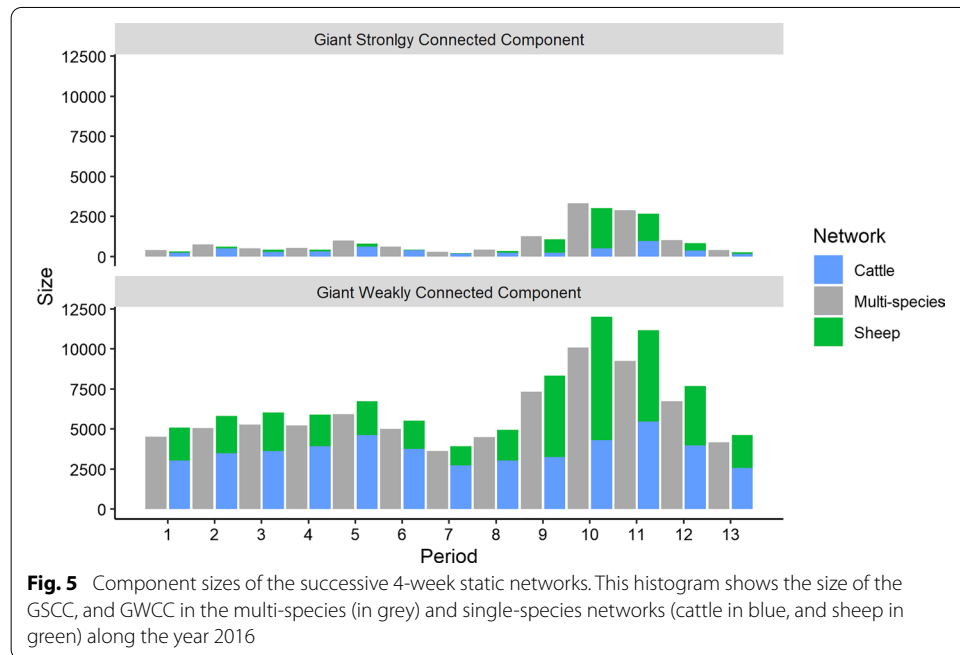 Giant Stronlgy Connected Component
12500
10000
7500
5000
2500
0
Giant Weakly Connected Component
12500
10000
7500
5000
2500
0
Size
1 2 3 4 5 6 7 8 9 10 11 12 13
Period
Network
Cattle
Multi-species
Sheep
Fig. 5 Component sizes of the successive 4-week static networks. This histogram shows the size of the
GSCC, and GWCC in the multi-species (in grey) and single-species networks (cattle in blue, and sheep in
green) along the year 2016